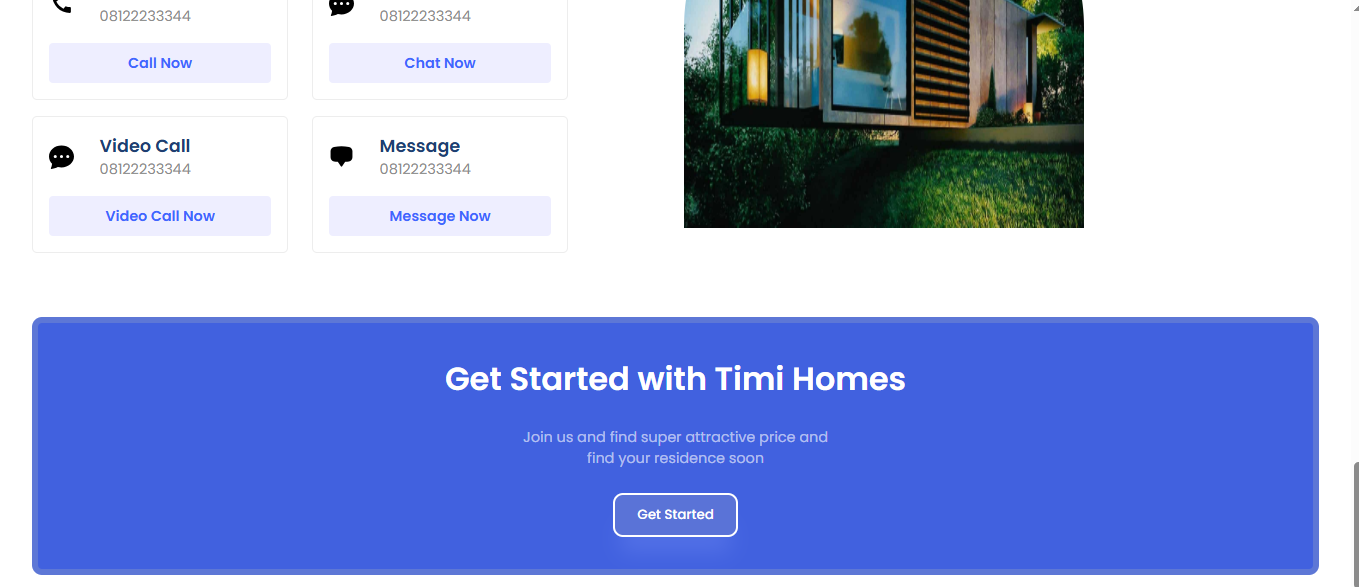 08122233344
08122233344
Call Now
Chat Now
Video Call
08122233344
Message
08122233344
Video Call Now
Message Now
Get Started with Timi Homes
Join us and find super attractive price and
find your residence soon
Get Started